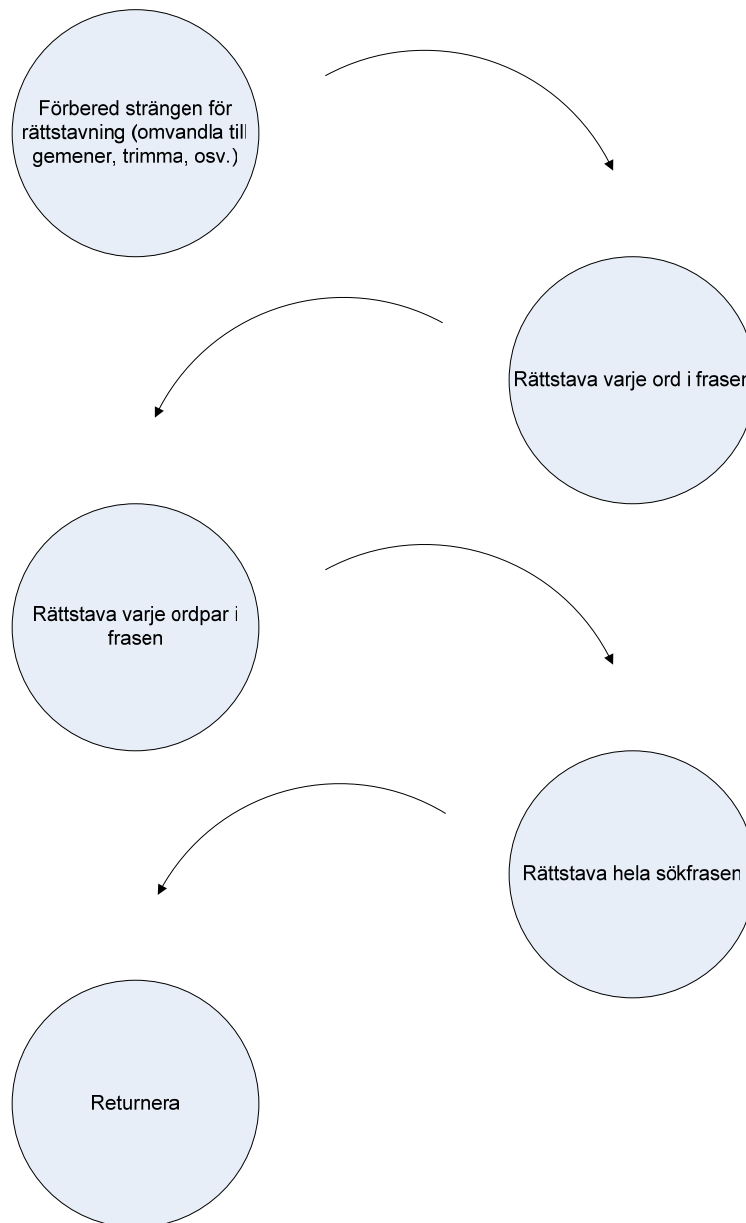 Förbered strängen för
rättstavning (omvandla till
gemener, trimma, osv.)
Rättstava varje ord i frasen
Rättstava varje ordpar i
frasen
Rättstava hela sökfrasen
Returnera